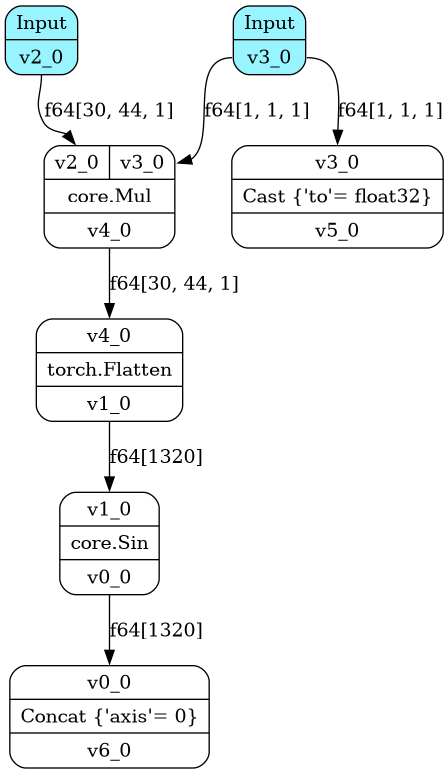 Input
v2_0
Input
v3_0
f64[30, 44, 1]
f64[1, 1, 1]
f64[1, 1, 1]
v2_0 v3_0
core.Mul
v4_0
v3_0
Cast {'to'= float32}
v5_0
f64[30, 44, 1]
v4_0
torch.Flatten
v1_0
f64[1320]
v1_0
core.Sin
v0_0
f64[1320]
v0_0
Concat {'axis'= 0}
v6_0